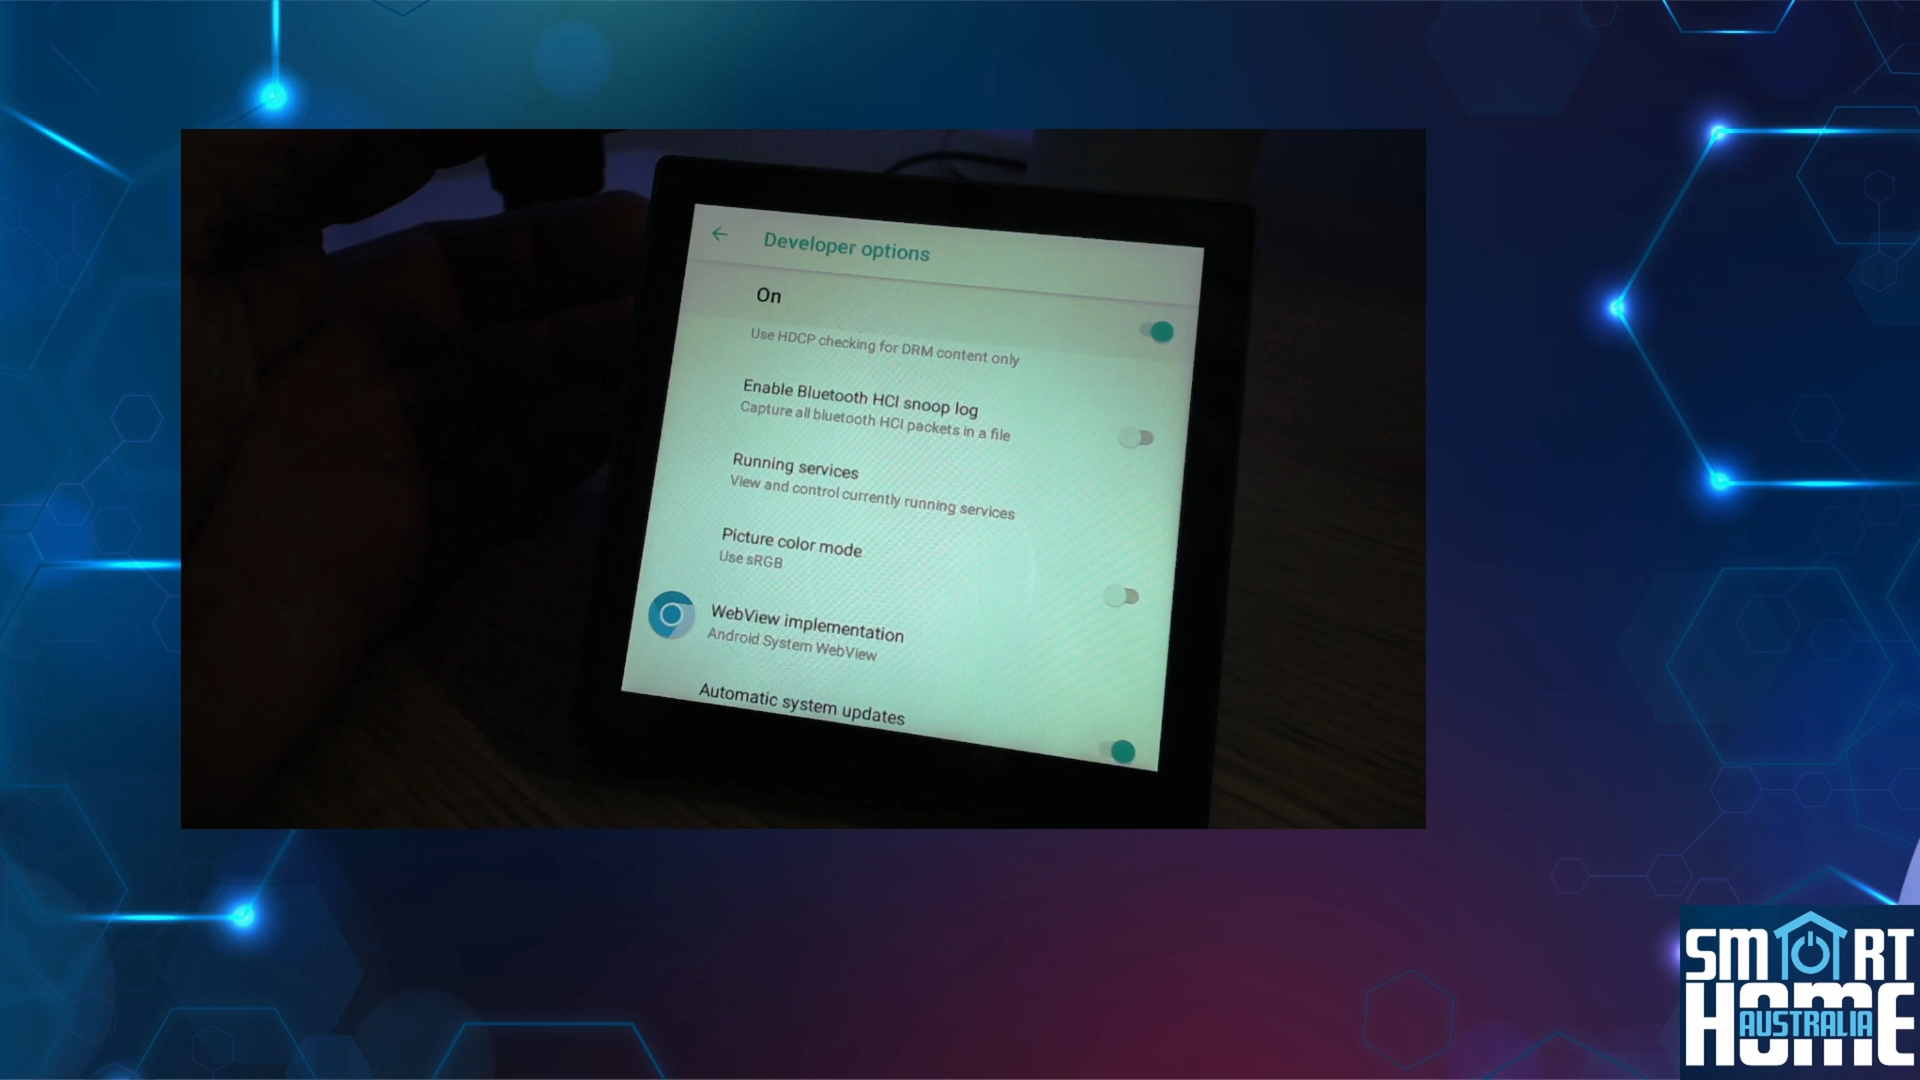 Developer options
On
Use HDCP checking for DRM content only
Enable Bluetooth HCI snoop log
Capture all bluetooth HCI packets in a file
Running services
View and control currently running services
Picture color mode
Use sRGB
WebView implementation
Android System WebView
Automatic system updates
SMART
HOME
AUSTRALIA